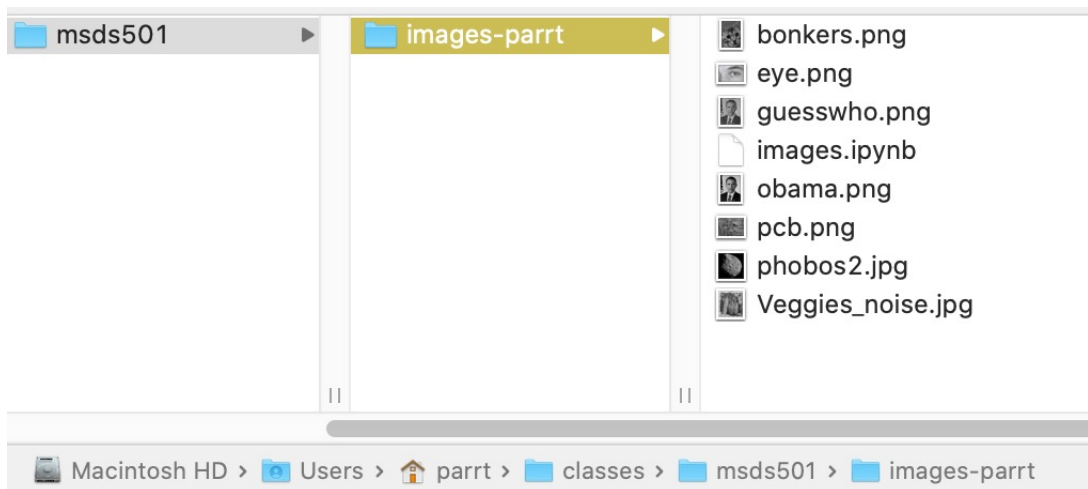 msds501
images-parrt
bonkers.png
eye.png
guesswho.png
images.ipynb
obama.png
pcb.png
phobos2.jpg
Veggies_noise.jpg
Macintosh HD > Users > parrt > classes > msds501 > images-parrt